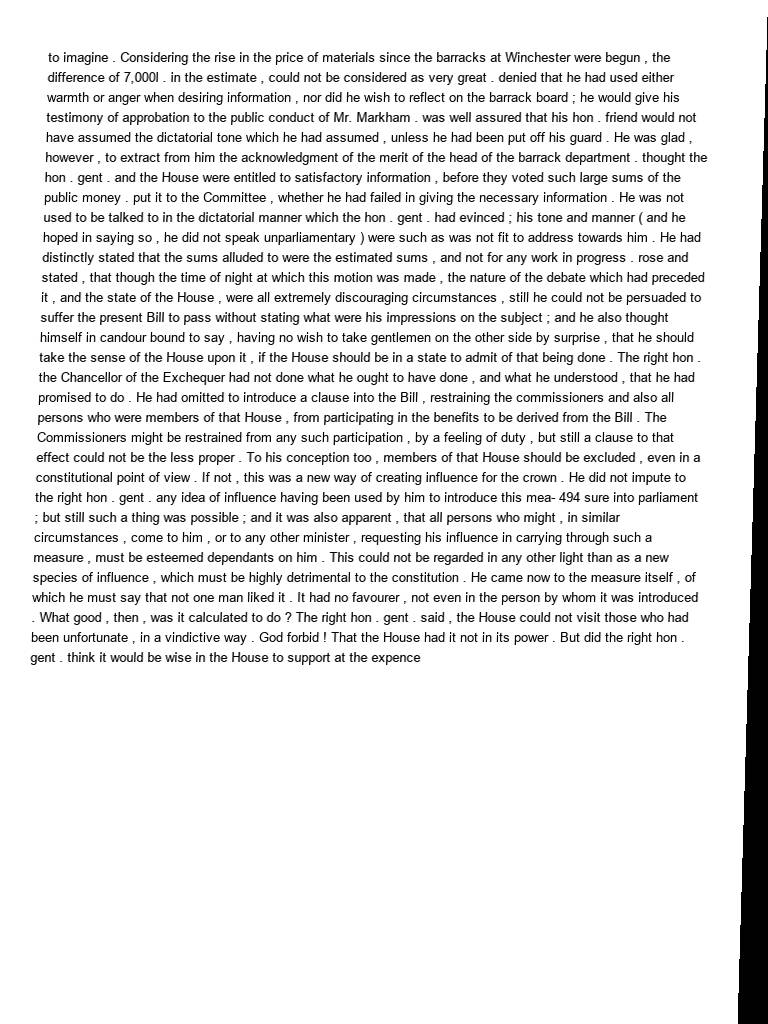 to imagine . Considering the rise in the price of materials since the barracks at Winchester were begun , the
difference of 7,000l . in the estimate , could not be considered as very great . denied that he had used either
warmth or anger when desiring information , nor did he wish to reflect on the barrack board ; he would give his
testimony of approbation to the public conduct of Mr. Markham . was well assured that his hon . friend would not
have assumed the dictatorial tone which he had assumed , unless he had been put off his guard . He was glad ,
however , to extract from him the acknowledgment of the merit of the head of the barrack department . thought the
hon . gent . and the House were entitled to satisfactory information , before they voted such large sums of the
public money . put it to the Committee , whether he had failed in giving the necessary information . He was not
used to be talked to in the dictatorial manner which the hon . gent . had evinced ; his tone and manner ( and he
hoped in saying so , he did not speak unparliamentary ) were such as was not fit to address towards him . He had
distinctly stated that the sums alluded to were the estimated sums , and not for any work in progress . rose and
stated , that though the time of night at which this motion was made , the nature of the debate which had preceded
it , and the state of the House , were all extremely discouraging circumstances , still he could not be persuaded to
suffer the present Bill to pass without stating what were his impressions on the subject ; and he also thought
himself in candour bound to say , having no wish to take gentlemen on the other side by surprise , that he should
take the sense of the House upon it , if the House should be in a state to admit of that being done . The right hon .
the Chancellor of the Exchequer had not done what he ought to have done , and what he understood , that he had
promised to do . He had omitted to introduce a clause into the Bill , restraining the commissioners and also all
persons who were members of that House , from participating in the benefits to be derived from the Bill . The
Commissioners might be restrained from any such participation , by a feeling of duty , but still a clause to that
effect could not be the less proper . To his conception too , members of that House should be excluded , even in a
constitutional point of view . If not , this was a new way of creating influence for the crown . He did not impute to
the right hon . gent . any idea of influence having been used by him to introduce this mea- 494 sure into parliament
; but still such a thing was possible ; and it was also apparent , that all persons who might , in similar
circumstances , come to him , or to any other minister , requesting his influence in carrying through such a
measure , must be esteemed dependants on him . This could not be regarded in any other light than as a new
species of influence , which must be highly detrimental to the constitution . He came now to the measure itself , of
which he must say that not one man liked it . It had no favourer , not even in the person by whom it was introduced
. What good , then , was it calculated to do ? The right hon . gent . said , the House could not visit those who had
been unfortunate , in a vindictive way . God forbid ! That the House had it not in its power . But did the right hon .
gent . think it would be wise in the House to support at the expence